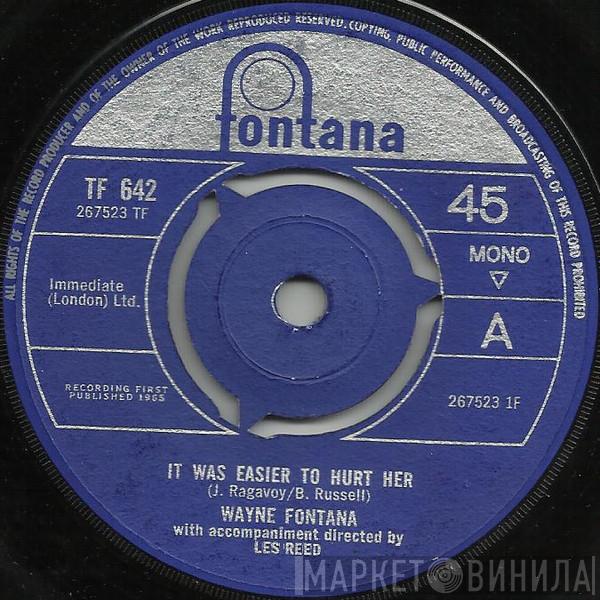 ALL RIGHTS OF THE RECORD PRODUCER AND OF THE OWNER OF THE WORK REPRODUCED RESERVED. COPYING, PUBLIC PERFORMANCE AND BROADCASTING OF THIS RECORD PROHIBITED
fontana
TF 642
267523 TF
45
MONO
Immediate
(London) Ltd.
A
RECORDING FIRST
PUBLISHED 1965
267523 1F
IT WAS EASIER TO HURT HER
(J. Ragavoy/B. Russell)
WAYNE FONTANA
with accompaniment directed by
LES REED
МАРКЕТ ВИНИЛА